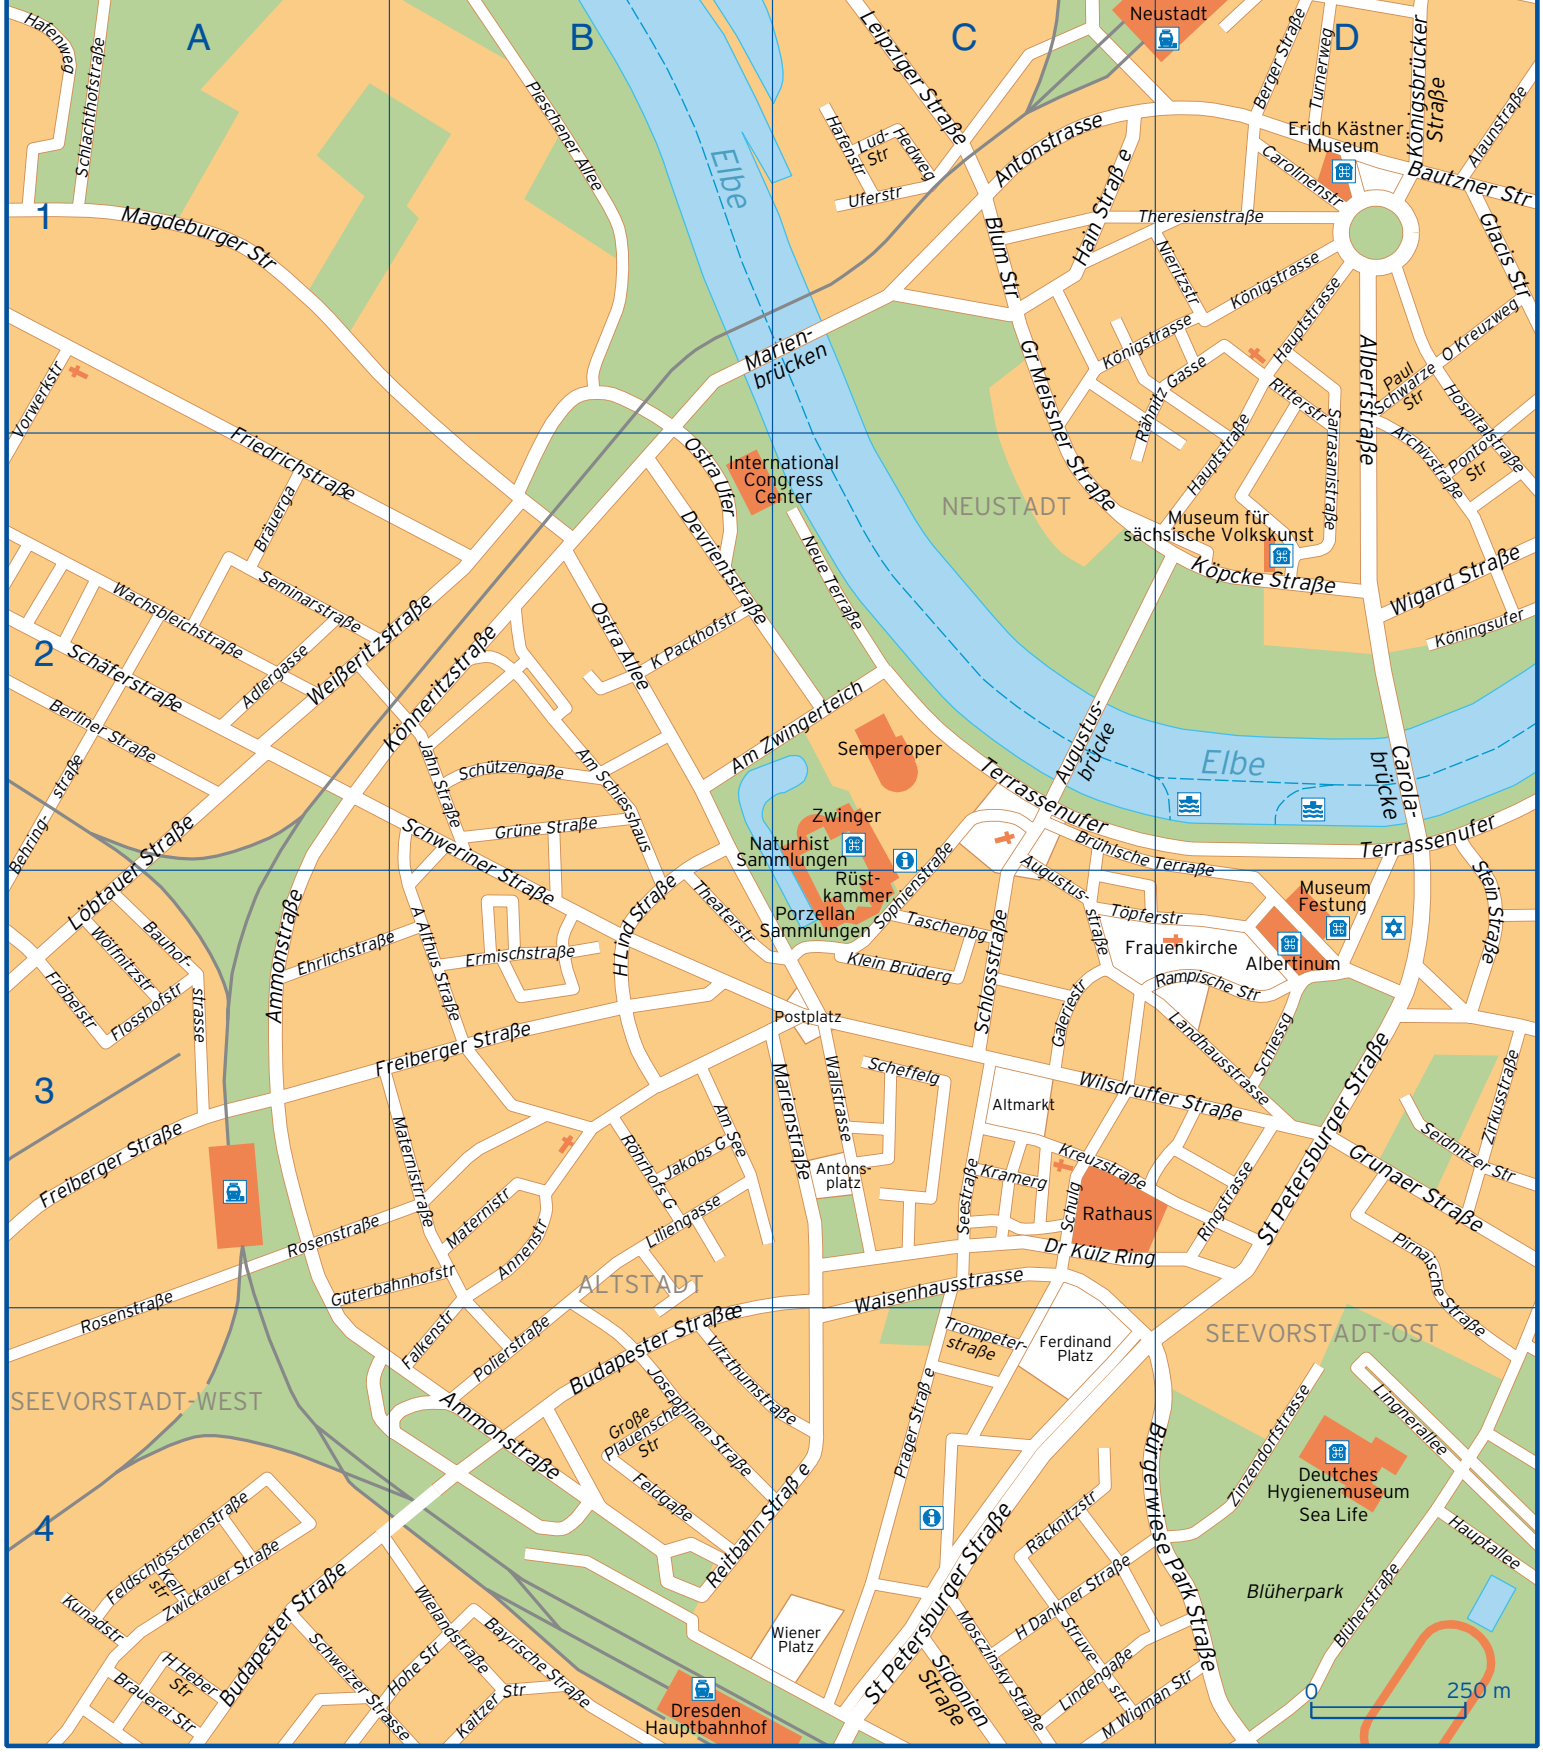 A
B
C
D
1
2
3
4
Neustadt
Hafenweg
Schlachthofstraße
Pieschener Allee
Elbe
Leipziger Straße
Hafenstr
Lud-
Str
Hedweg
Uferstr
Antonstrasse
Berger Straße
Turnerweg
Königsbrücker
Straße
Alaunstraße
Erich Kästner
Museum
Carolinenstr
Bautzner Str
Magdeburger Str
Blum Str
Hain Straß e
Theresienstraße
Nieritzstr
Königstrasse
Glacis Str
Königstrasse
Hauptstrasse
O Kreuzweg
Marien-
brücken
Gr Meissner Straße
Rähnitz Gasse
Ritterstr
Albertstraße
Paul
Schwarze
Str
Hospitalstraße
Vorwerkstr
Friedrichstraße
Hauptstraße
Sarrasanistraße
Archivstraße
Ponto
Str
Ostra Ufer
International
Congress
Center
NEUSTADT
Bräuerga
Devrientstraße
Neue Terraße
Museum für
sächsische Volkskunst
Köpcke Straße
Wigard Straße
Köningsufer
Wachsbleichstraße
Seminarstraße
Adlergasse
Weißeritzstraße
Könneritzstraße
Ostra Allee
K Packhofstr
Schäferstraße
Berliner Straße
Am Zwingerteich
Semperoper
Augustus-
brücke
Elbe
Carola-
brücke
Jahn Straße
Schützengaße
Am Schiesshaus
Behring-
straße
Grüne Straße
Zwinger
Naturhist
Sammlungen
Rüst-
kammer
Porzellan
Sammlungen
Terrassenufer
Terrassenufer
Brühlsche Terraße
Löbtauer Straße
Schweriner Straße
Sophienstraße
Augustus-
straße
Museum
Festung
Stein Straße
Theaterstr
Taschenbg
Töpferstr
Frauenkirche
Albertinum
Ammonstraße
Bauhof-
strasse
Wölfnitzstr
Ehrlichstraße
A Althus Straße
Ermischstraße
H Lind Straße
Klein Brüderg
Schlossstraße
Rampische Str
Fröbelstr
Flosshofstr
Postplatz
Galeriestr
Landhausstrasse
Schiessg
Freiberger Straße
Marienstraße
Wallstrasse
Scheffelg
Altmarkt
Wilsdruffer Straße
St Petersburger Straße
Zirkusstraße
Seidnitzer Str
Grunaer Straße
Freiberger Straße
Maternistraße
Röhrhofs G
Am See
Jakobs G
Antons-
platz
Kreuzstraße
Kramerg
Seestraße
Schulg
Rathaus
Ringstrasse
Rosenstraße
Maternistr
Annenstr
Liliengasse
Dr Külz Ring
Pirnaische Straße
Güterbahnhofstr
ALTSTADT
Waisenhausstrasse
Rosenstraße
Falkenstr
Polierstraße
Budapester Straßee
Vitzthumstraße
Trompeter-
straße
Ferdinand
Platz
SEEVORSTADT-OST
SEEVORSTADT-WEST
Ammonstraße
Josephinen Straße
Große
Plauensche
Str
Feldgaße
Reitbahn Straß e
Prager Straß e
Bürgerwiese
Park Straße
Zinzendorfstrasse
Lingnerallee
Deutches
Hygienemuseum
Sea Life
Hauptallee
Feldschlösschenstraße
Keln
str
Zwickauer Straße
Kunadstr
Budapester Straße
Wielandstraße
Räcknitzstr
St Petersburger Straße
H Dankner Straße
Blüherpark
Blüherstraße
H Heber
Str
Brauerer Str
Schweizer Strasse
Hohe Str
Bayrische Straße
Kaitzer Str
Wiener
Platz
Dresden
Hauptbahnhof
Sidonien
Straße
Mosczinsky Straße
Struve-
str
Lindengaße
M Wigman Str
0
250 m